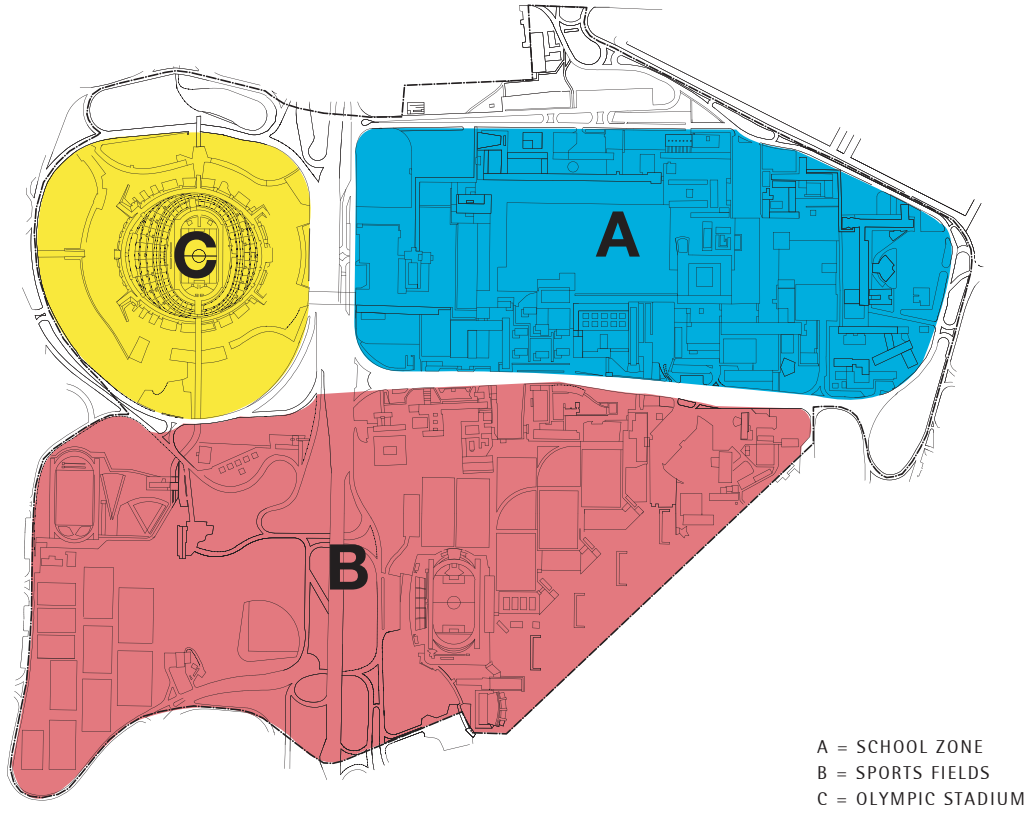 A
C
B
A = SCHOOL ZONE
B = SPORTS FIELDS
C = OLYMPIC STADIUM